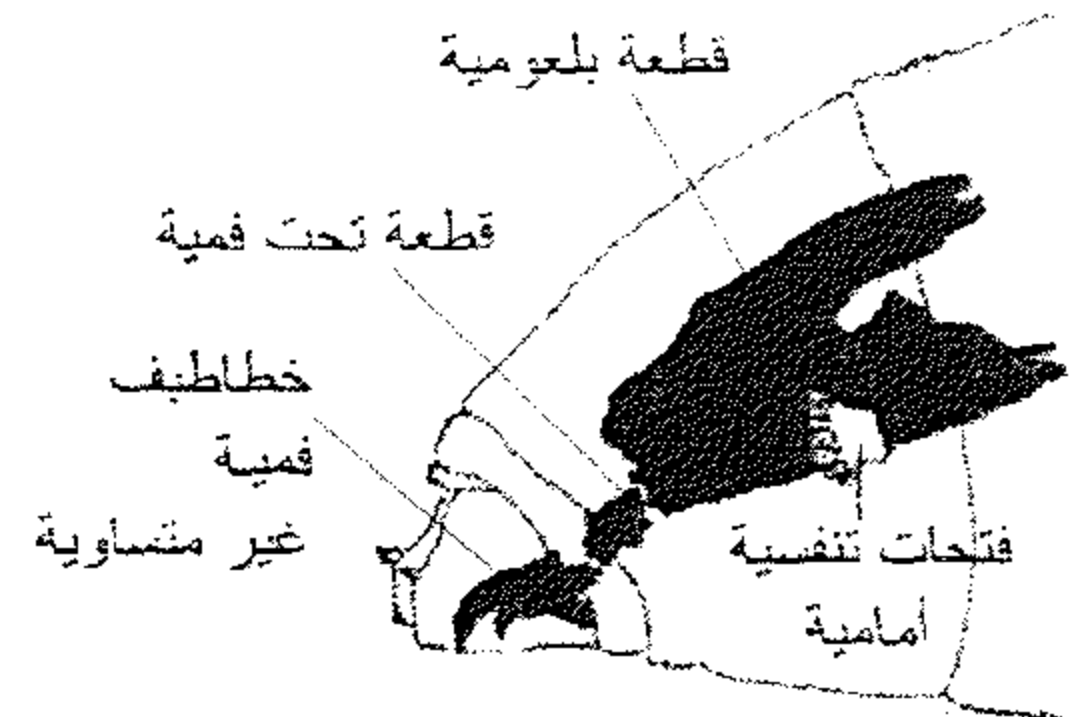 قطعة بلعومية
قطعة تحت فمية
خطاطيف
فمية
غير متساوية
فتحات تنفسية
امامية